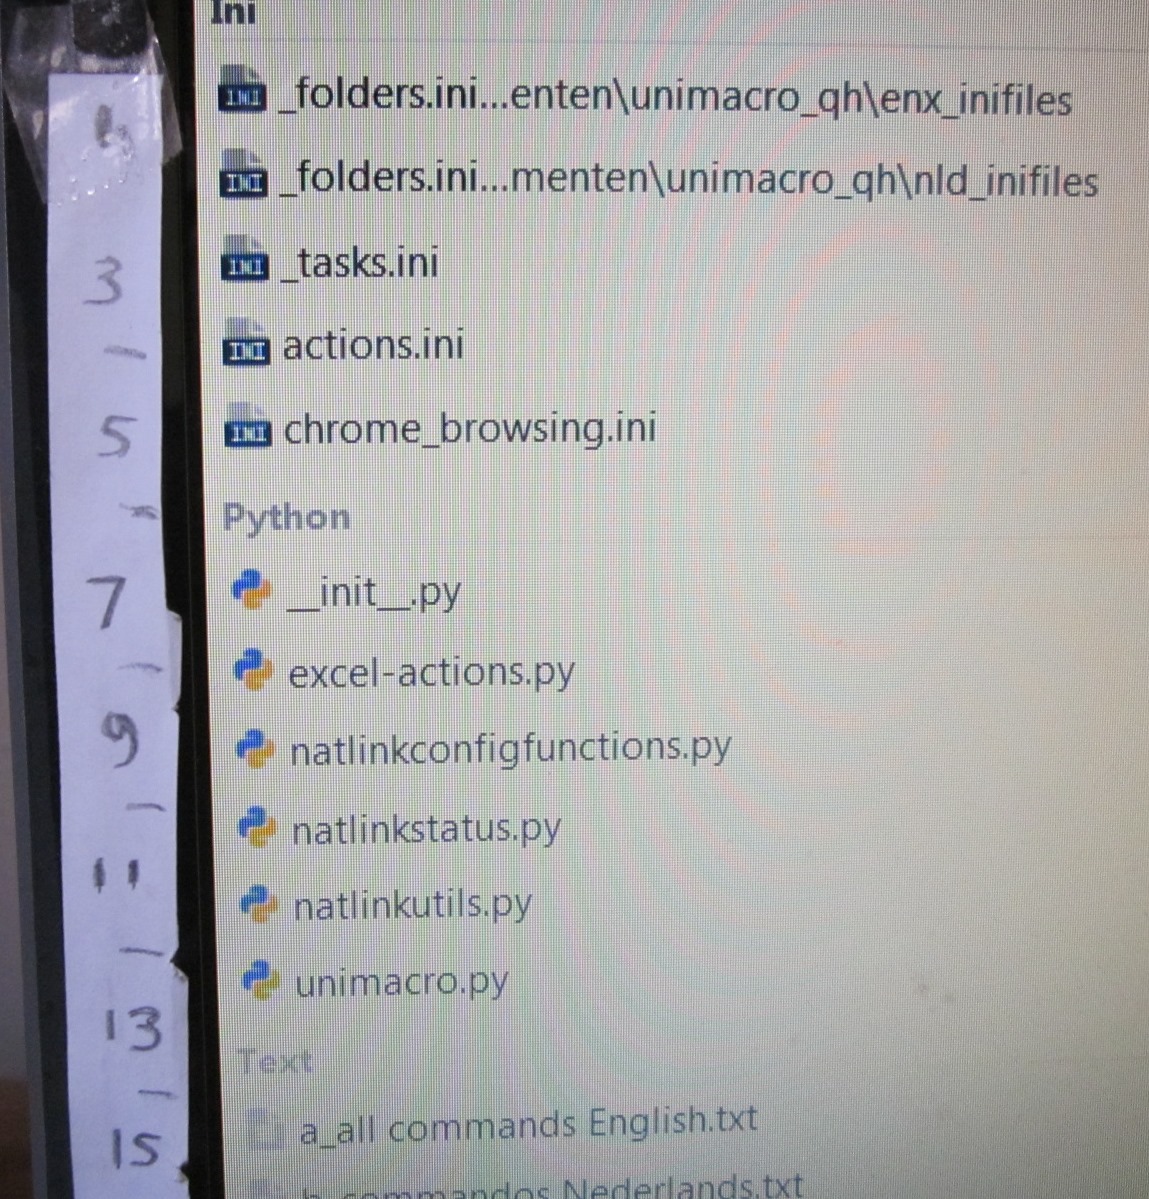 Ini
_folders.ini...enten\unimacro_qh\enx_inifiles
_folders.ini...menten\unimacro_qh\nld_inifiles
_tasks.ini
actions.ini
chrome_browsing.ini
Python
__init__.py
excel-actions.py
natlinkconfigfunctions.py
natlinkstatus.py
natlinkutils.py
unimacro.py
Text
a_all commands English.txt
commandos Nederlands.txt
3
-
5
-
7
-
9
-
11
-
13
-
15